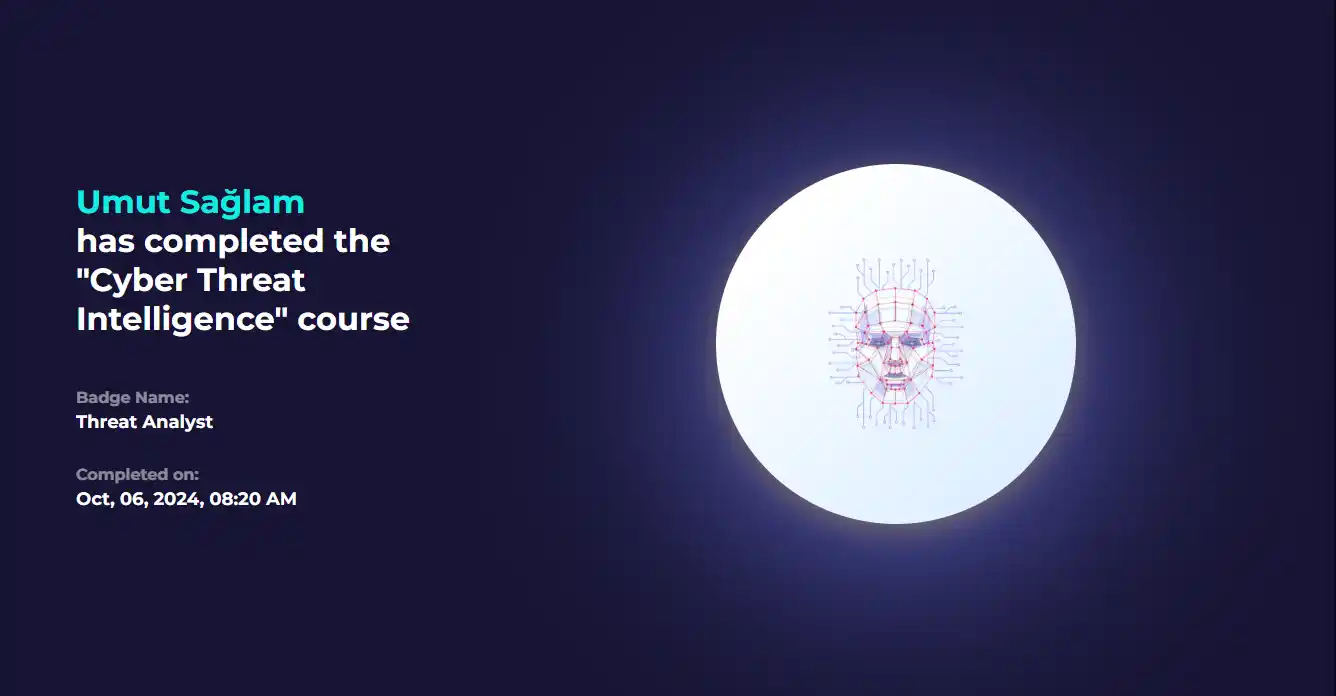 Umut Sağlam
has completed the
"Cyber Threat
Intelligence" course
Badge Name:
Threat Analyst
Completed on:
Oct, 06, 2024, 08:20 AM